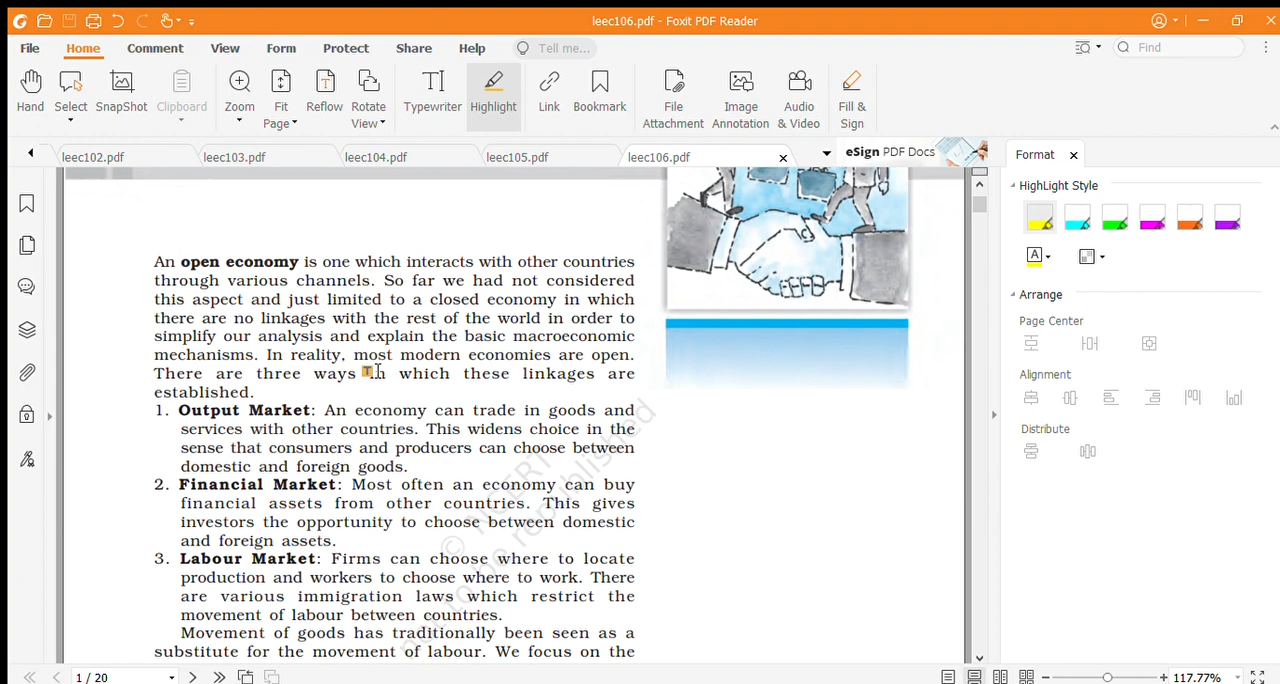 leec106.pdf - Foxit PDF Reader
File Home Comment View Form Protect Share Help Tell me... Find
Hand Select SnapShot Clipboard Zoom Fit Page Reflow Rotate View Typewriter Highlight Link Bookmark File Attachment Image Annotation Audio & Video Fill & Sign
leec102.pdf leec103.pdf leec104.pdf leec105.pdf leec106.pdf eSign PDF Docs
Format
HighLight Style
Arrange
Page Center
Alignment
Distribute
An open economy is one which interacts with other countries
through various channels. So far we had not considered
this aspect and just limited to a closed economy in which
there are no linkages with the rest of the world in order to
simplify our analysis and explain the basic macroeconomic
mechanisms. In reality, most modern economies are open.
There are three ways in which these linkages are
established.
1. Output Market: An economy can trade in goods and
services with other countries. This widens choice in the
sense that consumers and producers can choose between
domestic and foreign goods.
2. Financial Market: Most often an economy can buy
financial assets from other countries. This gives
investors the opportunity to choose between domestic
and foreign assets.
3. Labour Market: Firms can choose where to locate
production and workers to choose where to work. There
are various immigration laws which restrict the
movement of labour between countries.
Movement of goods has traditionally been seen as a
substitute for the movement of labour. We focus on the
© NCERT
not to be republished
1 / 20
117.77%